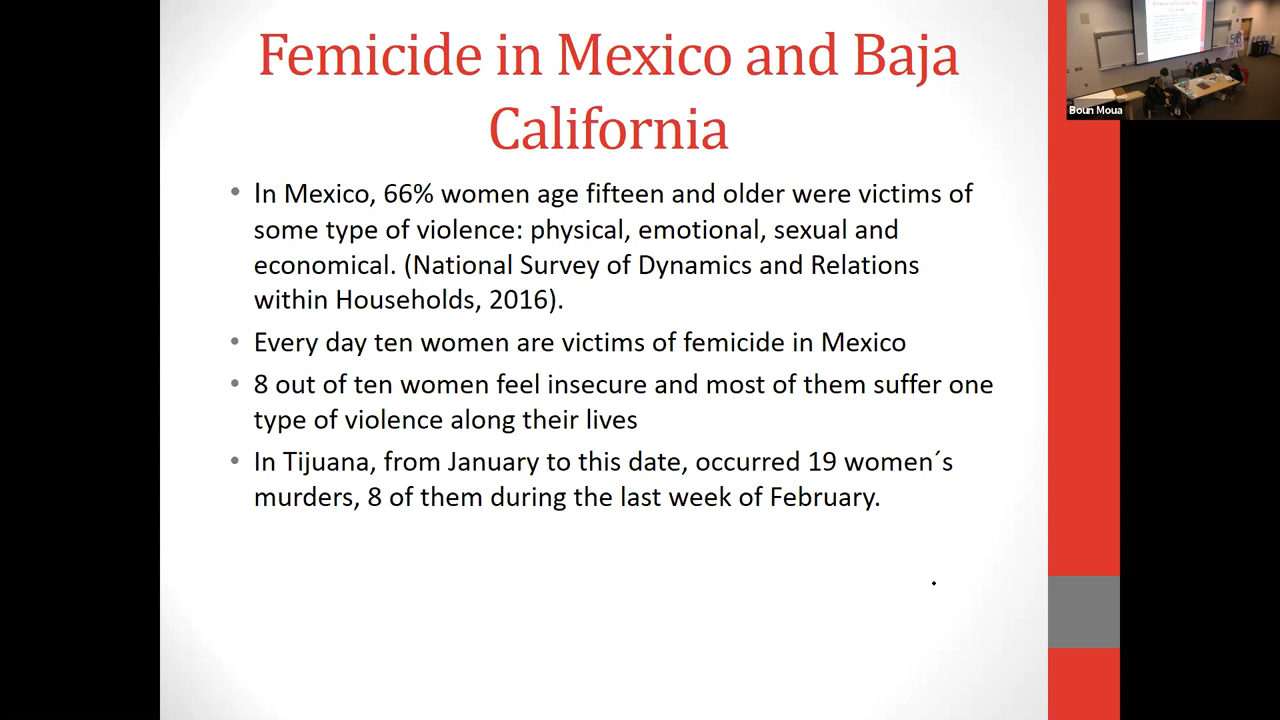 Femicide in Mexico and Baja
California
• In Mexico, 66% women age fifteen and older were victims of
some type of violence: physical, emotional, sexual and
economical. (National Survey of Dynamics and Relations
within Households, 2016).
• Every day ten women are victims of femicide in Mexico
• 8 out of ten women feel insecure and most of them suffer one
type of violence along their lives
• In Tijuana, from January to this date, occurred 19 women´s
murders, 8 of them during the last week of February.
.
Boun Moua